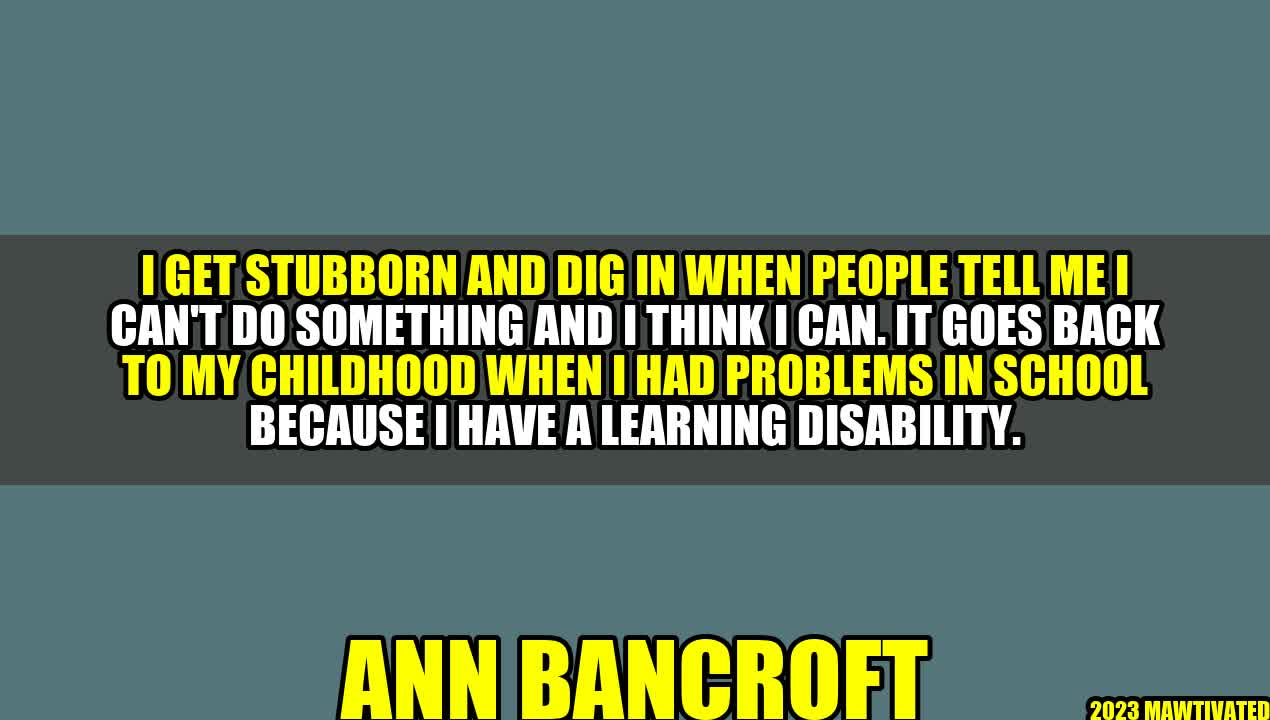 I GET STUBBORN AND DIG IN WHEN PEOPLE TELL ME I
CAN'T DO SOMETHING AND I THINK I CAN. IT GOES BACK
TO MY CHILDHOOD WHEN I HAD PROBLEMS IN SCHOOL
BECAUSE I HAVE A LEARNING DISABILITY.
ANN BANCROFT
2023 MAWTIVATED